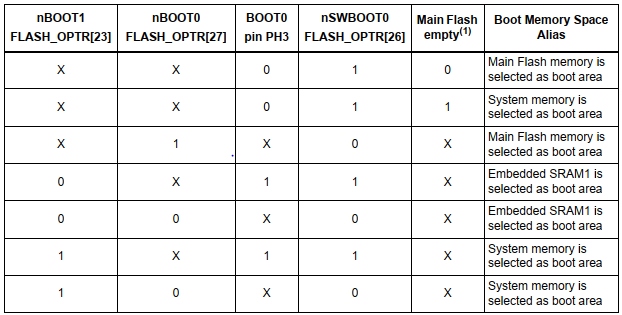 nBOOT1 nBOOT0 BOOT0 nSWBOOT0 Main Flash Boot Memory Space
FLASH_OPTR[23] FLASH_OPTR[27] pin PH3 FLASH_OPTR[26] empty(1) Alias
X X 0 1 0 Main Flash memory is
selected as boot area
X X 0 1 1 System memory is
selected as boot area
X 1 X 0 X Main Flash memory is
selected as boot area
0 X 1 1 X Embedded SRAM1 is
selected as boot area
0 0 X 0 X Embedded SRAM1 is
selected as boot area
1 X 1 1 X System memory is
selected as boot area
1 0 X 0 X System memory is
selected as boot area